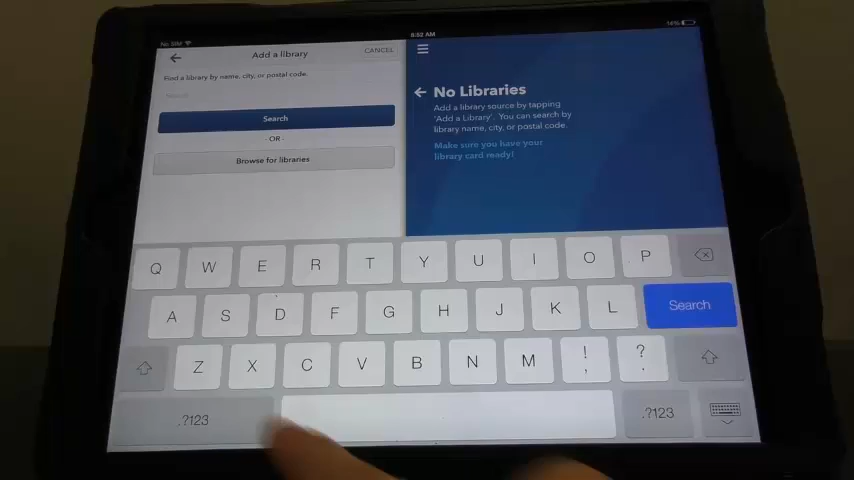 No SIM
8:52 AM
14%
Add a library
CANCEL
Find a library by name, city, or postal code.
Search
Search
- OR -
Browse for libraries
No Libraries
Add a library source by tapping
'Add a Library'. You can search by
library name, city, or postal code.
Make sure you have your
library card ready!
Q W E R T Y U I O P
A S D F G H J K L Search
Z X C V B N M ! , ? .
.?123 .?123